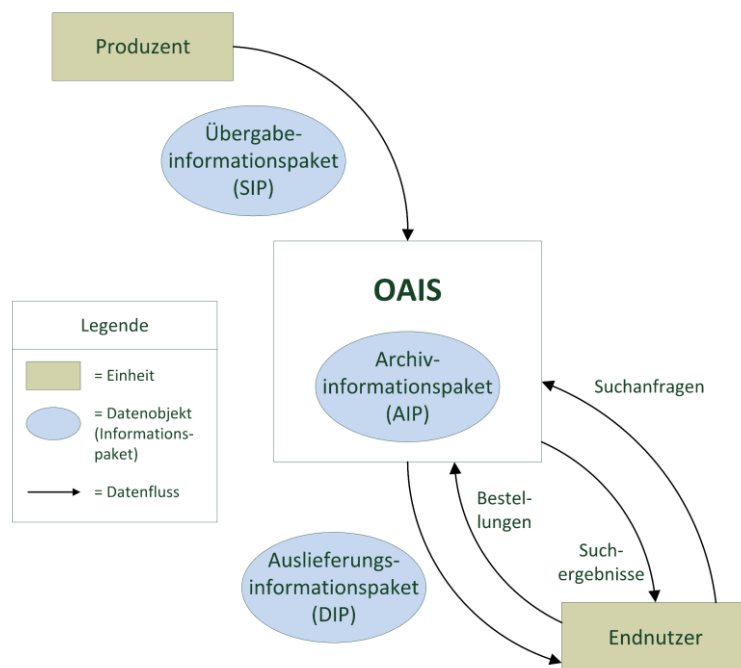 Produzent
Übergabe-
informationspaket
(SIP)
OAIS
Archiv-
informationspaket
(AIP)
Legende
= Einheit
= Datenobjekt
(Informations-
paket)
= Datenfluss
Suchanfragen
Bestel-
lungen
Such-
ergebnisse
Auslieferungs-
informationspaket
(DIP)
Endnutzer